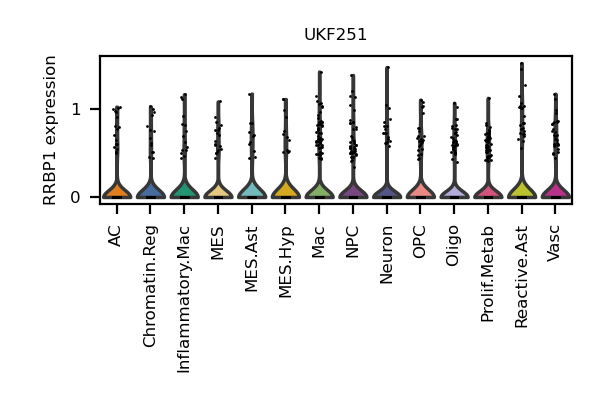 UKF251
RRBP1 expression
1
0
AC
Chromatin.Reg
Inflammatory.Mac
MES
MES.Ast
MES.Hyp
Mac
NPC
Neuron
OPC
Oligo
Prolif.Metab
Reactive.Ast
Vasc